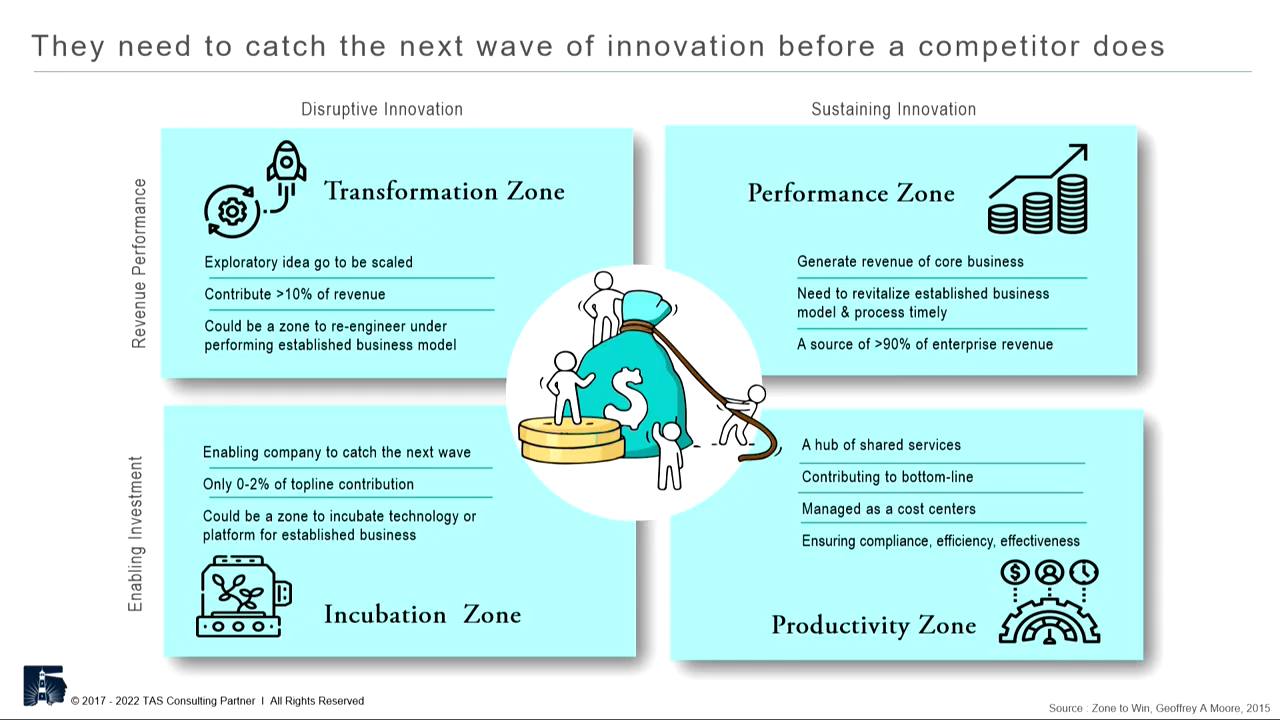 They need to catch the next wave of innovation before a competitor does
Disruptive Innovation
Sustaining Innovation
Revenue Performance
Transformation Zone
Exploratory idea go to be scaled
Contribute >10% of revenue
Could be a zone to re-engineer under
performing established business model
Performance Zone
Generate revenue of core business
Need to revitalize established business
model & process timely
A source of >90% of enterprise revenue
$
Enabling Investment
Enabling company to catch the next wave
Only 0-2% of topline contribution
Could be a zone to incubate technology or
platform for established business
Incubation Zone
A hub of shared services
Contributing to bottom-line
Managed as a cost centers
Ensuring compliance, efficiency, effectiveness
$
Productivity Zone
© 2017 - 2022 TAS Consulting Partner I All Rights Reserved
Source : Zone to Win, Geoffrey A Moore, 2015